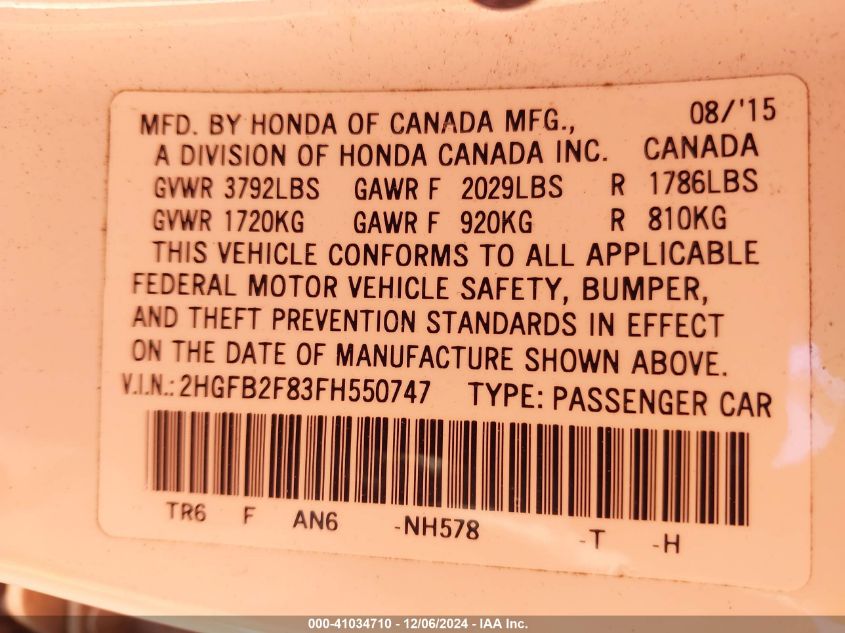 MFD. BY HONDA OF CANADA MFG., 08/'15
A DIVISION OF HONDA CANADA INC. CANADA
GVWR 3792LBS GAWR F 2029LBS R 1786LBS
GVWR 1720KG GAWR F 920KG R 810KG
THIS VEHICLE CONFORMS TO ALL APPLICABLE
FEDERAL MOTOR VEHICLE SAFETY, BUMPER,
AND THEFT PREVENTION STANDARDS IN EFFECT
ON THE DATE OF MANUFACTURE SHOWN ABOVE.
V.I.N.: 2HGFB2F83FH550747 TYPE: PASSENGER CAR
TR6 F AN6 -NH578 -T -H
000-41034710 - 12/06/2024 - IAA Inc.